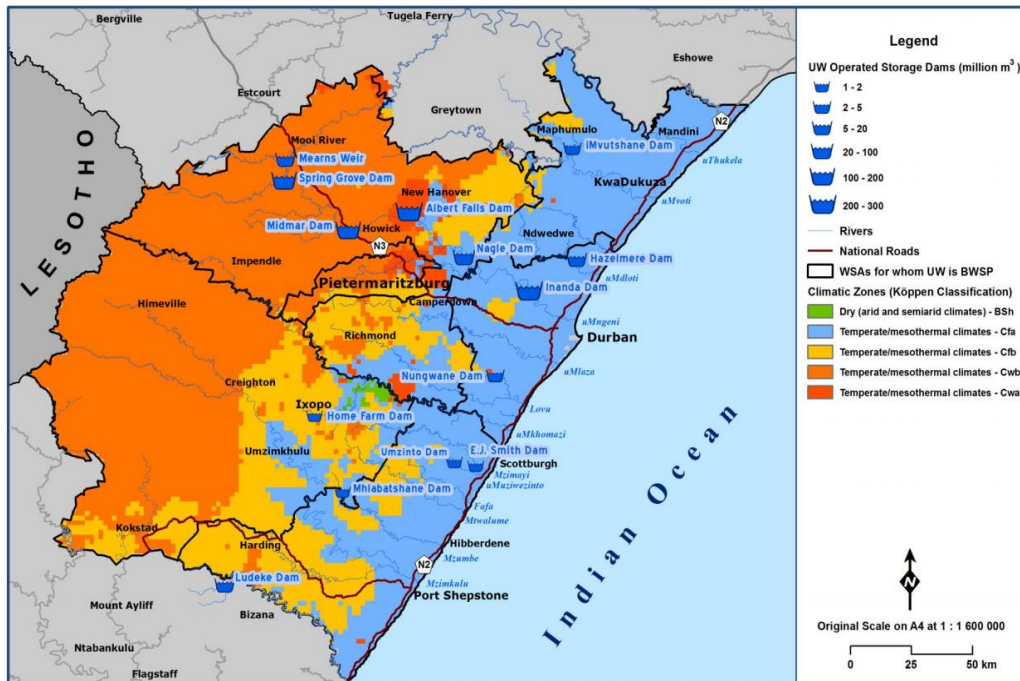 Bergville
Tugela Ferry
Eshowe
Estcourt
Greytown
N2
Mooi River
Maphumulo
Mandini
iMvutshane Dam
Mearns Weir
uThukela
Spring Grove Dam
New Hanover
KwaDukuza
uMvoti
Albert Falls Dam
Midmar Dam
Howick
Ndwedwe
N3
Nagle Dam
Hazelmere Dam
LESOTHO
Impendle
uMdloti
Pietermaritzburg
Inanda Dam
Himeville
Camperdown
uMngeni
Richmond
Durban
Nungwane Dam
uMlaza
Creighton
Ixopo
Lovu
Home Farm Dam
uMkhomazi
Umzimkhulu
Umzinto Dam
E.J. Smith Dam
Scottburgh
Mzimayi
uMuziwezinto
Mhlabatshane Dam
Fafa
Mtwalume
Kokstad
Harding
Hibberdene
Mzumbe
N2
Ludeke Dam
Mzimkulu
Port Shepstone
Mount Ayliff
Bizana
Ntabankulu
Flagstaff
Indian Ocean
Legend
UW Operated Storage Dams (million m³)
1 - 2
2 - 5
5 - 20
20 - 100
100 - 200
200 - 300
Rivers
National Roads
WSAs for whom UW is BWSP
Climatic Zones (Köppen Classification)
Dry (arid and semiarid climates) - BSh
Temperate/mesothermal climates - Cfa
Temperate/mesothermal climates - Cfb
Temperate/mesothermal climates - Cwb
Temperate/mesothermal climates - Cwa
N
Original Scale on A4 at 1 : 1 600 000
0 25 50 km